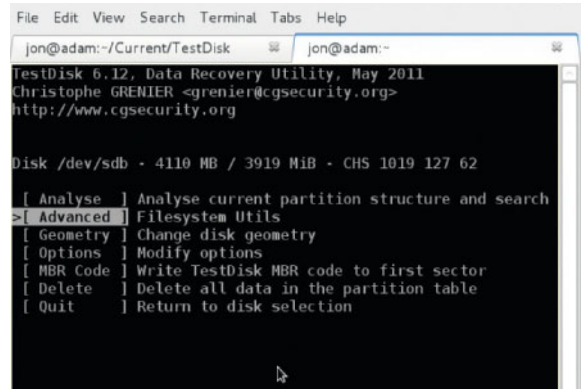 File Edit View Search Terminal Tabs Help
jon@adam:~/Current/TestDisk
jon@adam:~
TestDisk 6.12, Data Recovery Utility, May 2011
Christophe GRENIER <grenier@cgsecurity.org>
http://www.cgsecurity.org
Disk /dev/sdb - 4110 MB / 3919 MiB - CHS 1019 127 62
[ Analyse ] Analyse current partition structure and search
>[ Advanced ] Filesystem Utils
[ Geometry ] Change disk geometry
[ Options ] Modify options
[ MBR Code ] Write TestDisk MBR code to first sector
[ Delete ] Delete all data in the partition table
[ Quit ] Return to disk selection